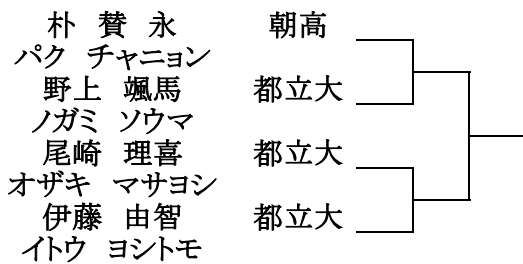 朴　賛　永　朝高
パク　チャニョン
野上　颯馬　都立大
ノガミ　ソウマ
尾崎　理喜　都立大
オザキ　マサヨシ
伊藤　由智　都立大
イトウ　ヨシトモ